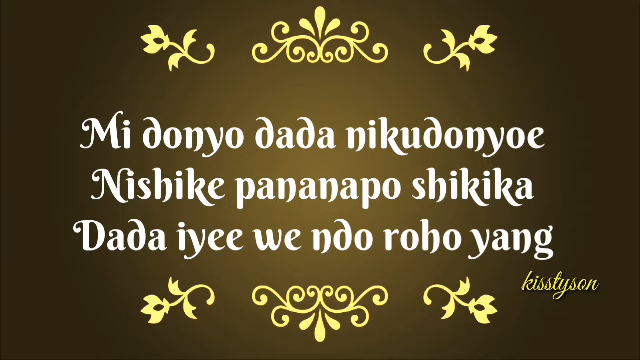 Mi donyo dada nikudonyoe
Nishike pananapo shikika
Dada iyee we ndo roho yang
kisstyson